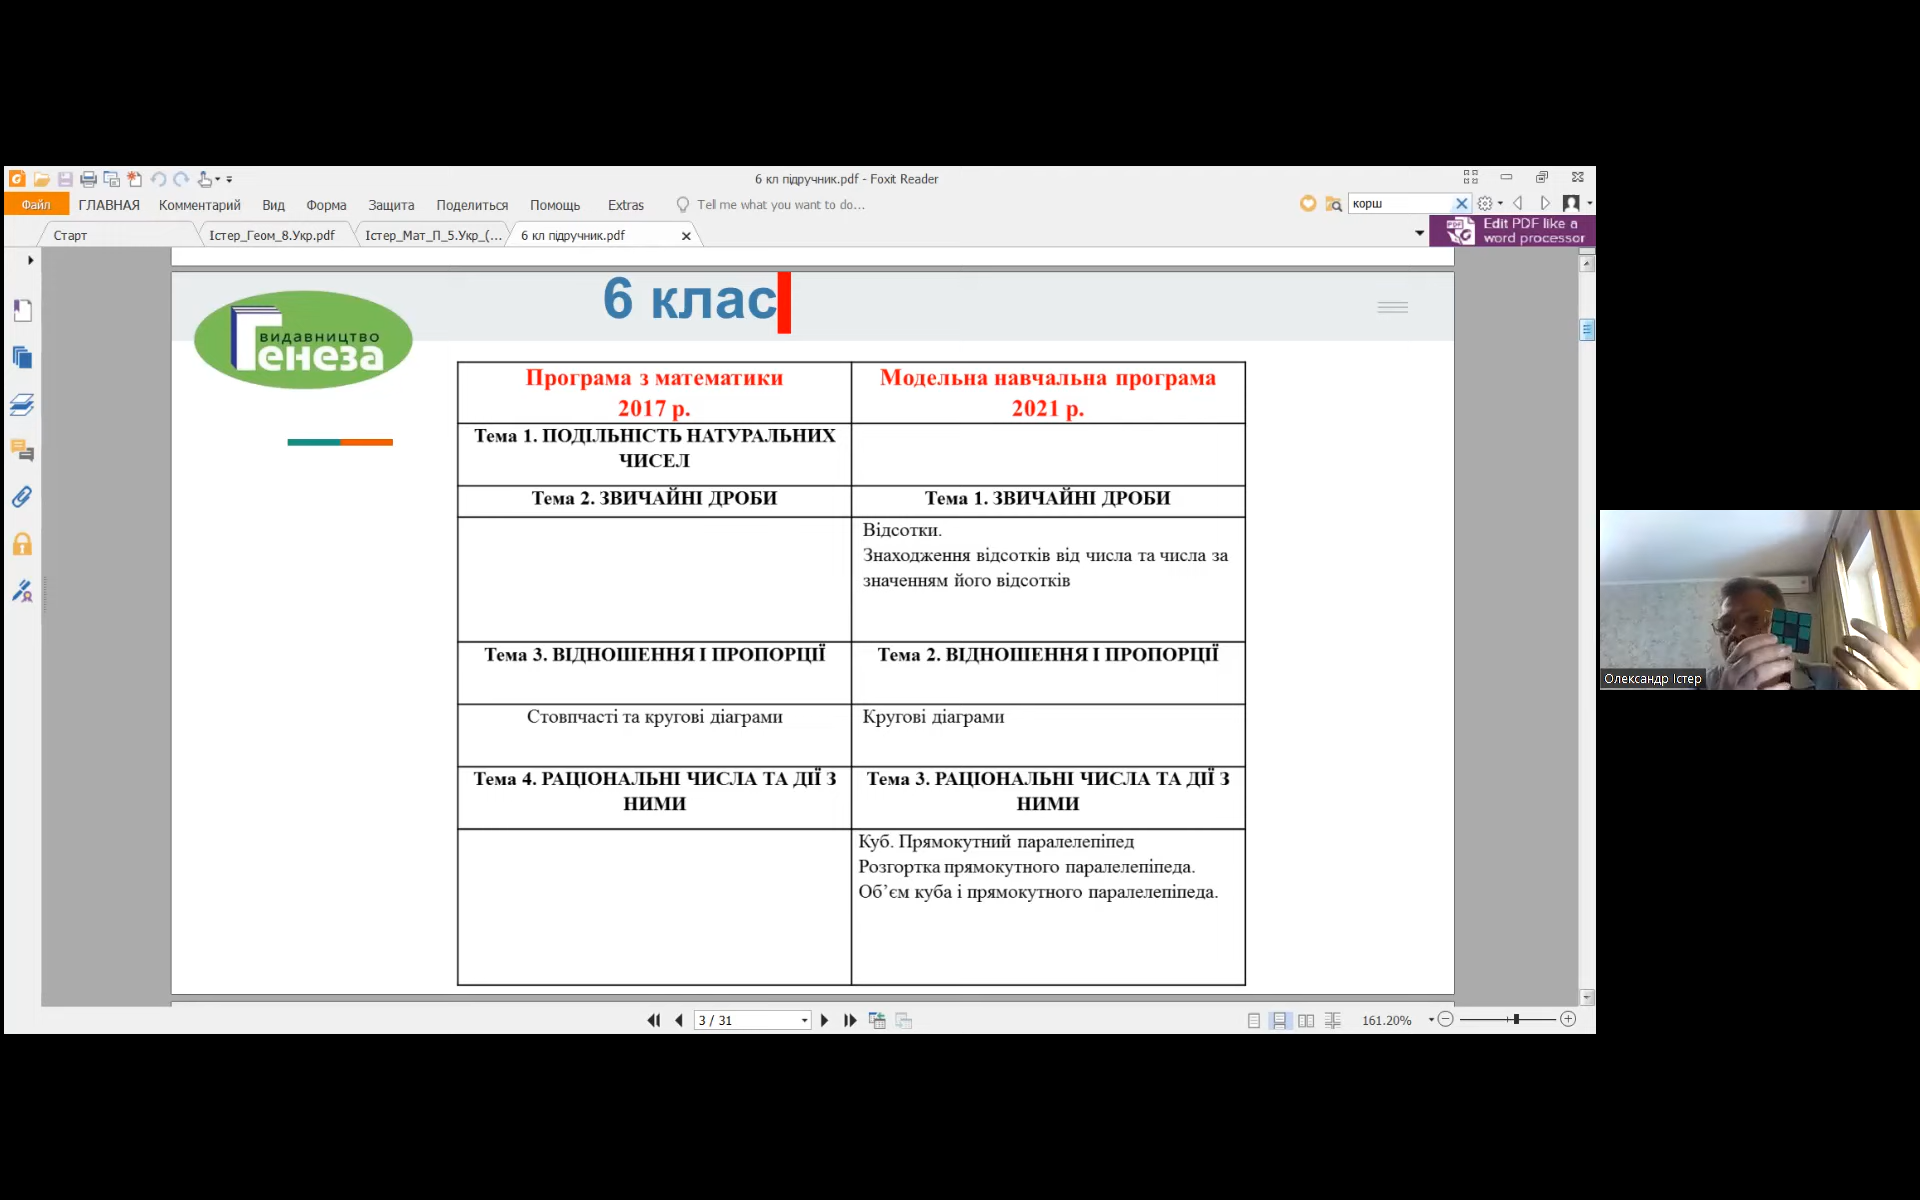 6 кл підручник.pdf - Foxit Reader
Файл ГЛАВНАЯ Комментарий Вид Форма Защита Поделиться Помощь Extras Tell me what you want to do...
корш
Старт Істер_Геом_8.Укр.pdf Істер_Мат_П_5.Укр_(... 6 кл підручник.pdf
Edit PDF like a
word processor
6 клас
видавництво
Генеза
Програма з математики
2017 р.
Модельна навчальна програма
2021 р.
Тема 1. ПОДІЛЬНІСТЬ НАТУРАЛЬНИХ
ЧИСЕЛ
Тема 2. ЗВИЧАЙНІ ДРОБИ
Тема 1. ЗВИЧАЙНІ ДРОБИ
Відсотки.
Знаходження відсотків від числа та числа за
значенням його відсотків
Тема 3. ВІДНОШЕННЯ І ПРОПОРЦІЇ
Тема 2. ВІДНОШЕННЯ І ПРОПОРЦІЇ
Стовпчасті та кругові діаграми
Кругові діаграми
Тема 4. РАЦІОНАЛЬНІ ЧИСЛА ТА ДІЇ З
НИМИ
Тема 3. РАЦІОНАЛЬНІ ЧИСЛА ТА ДІЇ З
НИМИ
Куб. Прямокутний паралелепіпед
Розгортка прямокутного паралелепіпеда.
Об’єм куба і прямокутного паралелепіпеда.
Олександр Істер
3 / 31
161.20%